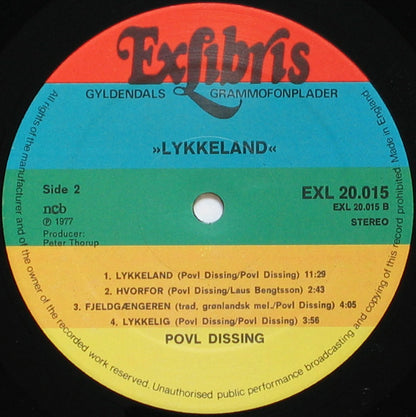 ExLibris
GYLDENDALS GRAMMOFONPLADER
»LYKKELAND«
Side 2
EXL 20.015
EXL 20.015 B
ncb
℗ 1977
STEREO
Producer:
Peter Thorup
1. LYKKELAND (Povl Dissing/Povl Dissing) 11:29
2. HVORFOR (Povl Dissing/Laus Bengtsson) 2:43
3. FJELDGÆNGEREN (trad, grønlandsk mel./Povl Dissing) 4:05
4. LYKKELIG (Povl Dissing/Povl Dissing) 3:56
POVL DISSING
All rights of the manufacturer and of the owner of the recorded work reserved. Unauthorised public performance broadcasting and copying of this record prohibited. Made in England.